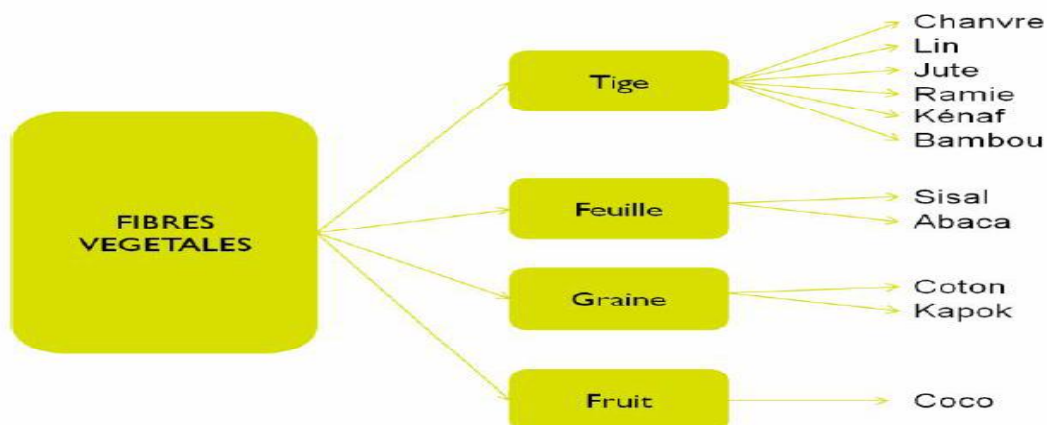 FIBRES
VEGETALES
Tige
Chanvre
Lin
Jute
Ramie
Kénaf
Bambou
Feuille
Sisal
Abaca
Graine
Coton
Kapok
Fruit
Coco